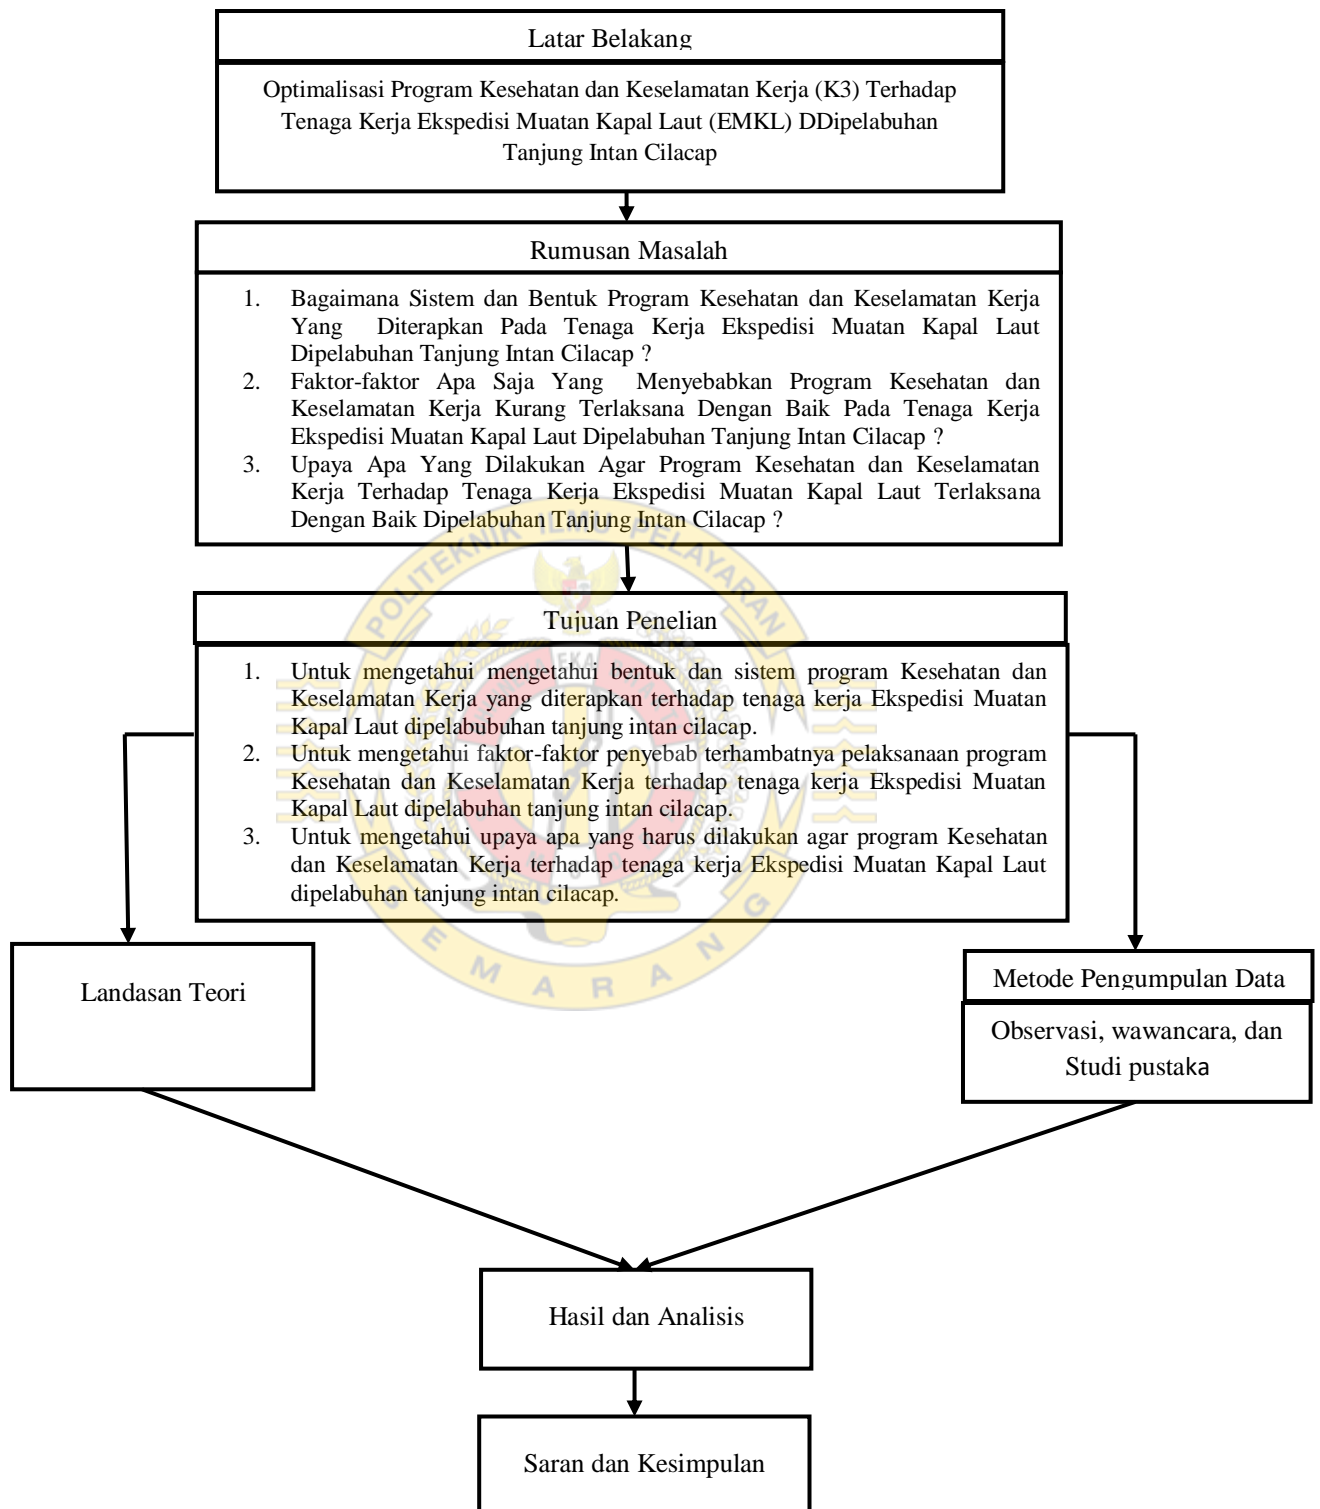 Latar Belakang
Optimalisasi Program Kesehatan dan Keselamatan Kerja (K3) Terhadap
Tenaga Kerja Ekspedisi Muatan Kapal Laut (EMKL) DDipelabuhan
Tanjung Intan Cilacap
Rumusan Masalah
1. Bagaimana Sistem dan Bentuk Program Kesehatan dan Keselamatan Kerja
Yang Diterapkan Pada Tenaga Kerja Ekspedisi Muatan Kapal Laut
Dipelabuhan Tanjung Intan Cilacap ?
2. Faktor-faktor Apa Saja Yang Menyebabkan Program Kesehatan dan
Keselamatan Kerja Kurang Terlaksana Dengan Baik Pada Tenaga Kerja
Ekspedisi Muatan Kapal Laut Dipelabuhan Tanjung Intan Cilacap ?
3. Upaya Apa Yang Dilakukan Agar Program Kesehatan dan Keselamatan
Kerja Terhadap Tenaga Kerja Ekspedisi Muatan Kapal Laut Terlaksana
Dengan Baik Dipelabuhan Tanjung Intan Cilacap ?
POLITEKNIK ILMU PELAYARAN
Tujuan Penelian
1. Untuk mengetahui mengetahui bentuk dan sistem program Kesehatan dan
Keselamatan Kerja yang diterapkan terhadap tenaga kerja Ekspedisi Muatan
Kapal Laut dipelabubuhan tanjung intan cilacap.
2. Untuk mengetahui faktor-faktor penyebab terhambatnya pelaksanaan program
Kesehatan dan Keselamatan Kerja terhadap tenaga kerja Ekspedisi Muatan
Kapal Laut dipelabuhan tanjung intan cilacap.
3. Untuk mengetahui upaya apa yang harus dilakukan agar program Kesehatan
dan Keselamatan Kerja terhadap tenaga kerja Ekspedisi Muatan Kapal Laut
dipelabuhan tanjung intan cilacap.
SEMARANG
Landasan Teori
Metode Pengumpulan Data
Observasi, wawancara, dan
Studi pustaka
Hasil dan Analisis
Saran dan Kesimpulan